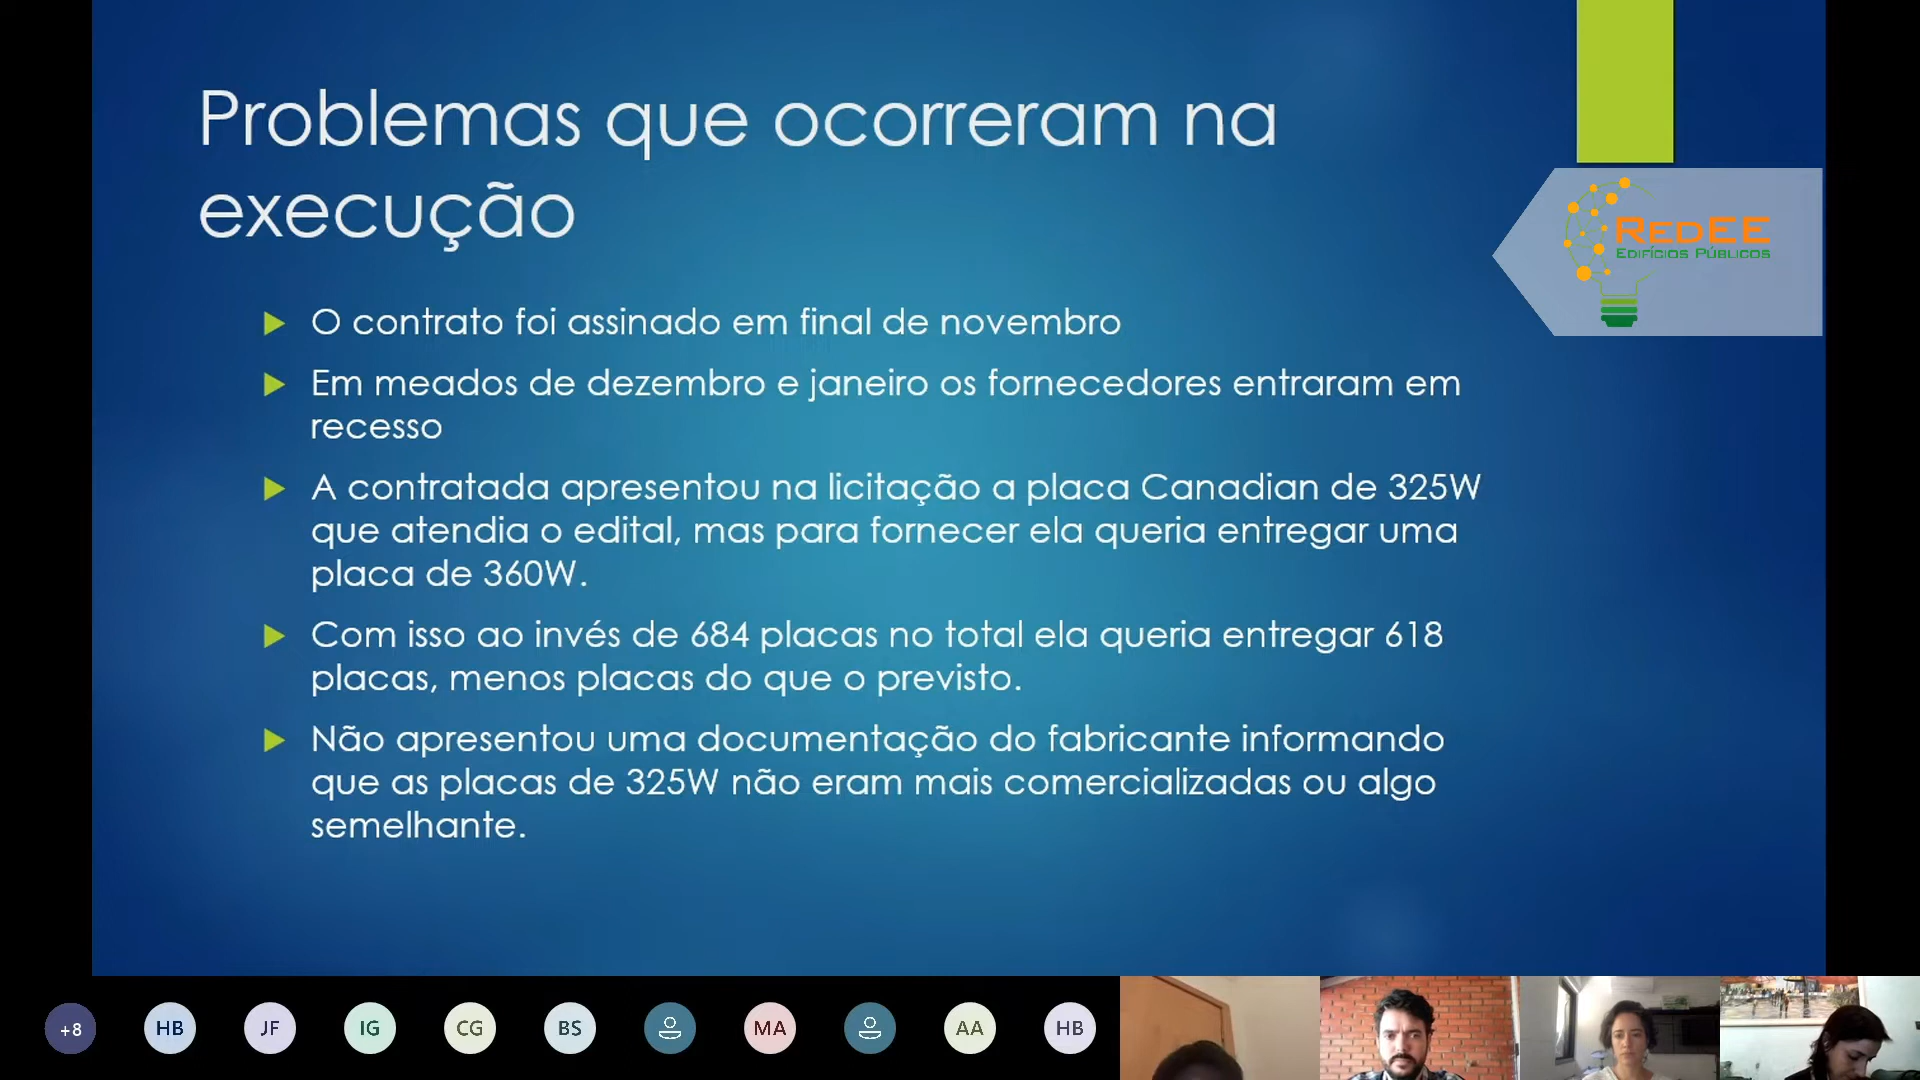 Problemas que ocorreram na
execução
REDEE
EDIFÍCIOS PÚBLICOS
O contrato foi assinado em final de novembro
Em meados de dezembro e janeiro os fornecedores entraram em
recesso
A contratada apresentou na licitação a placa Canadian de 325W
que atendia o edital, mas para fornecer ela queria entregar uma
placa de 360W.
Com isso ao invés de 684 placas no total ela queria entregar 618
placas, menos placas do que o previsto.
Não apresentou uma documentação do fabricante informando
que as placas de 325W não eram mais comercializadas ou algo
semelhante.
+8 HB JF IG CG BS MA AA HB